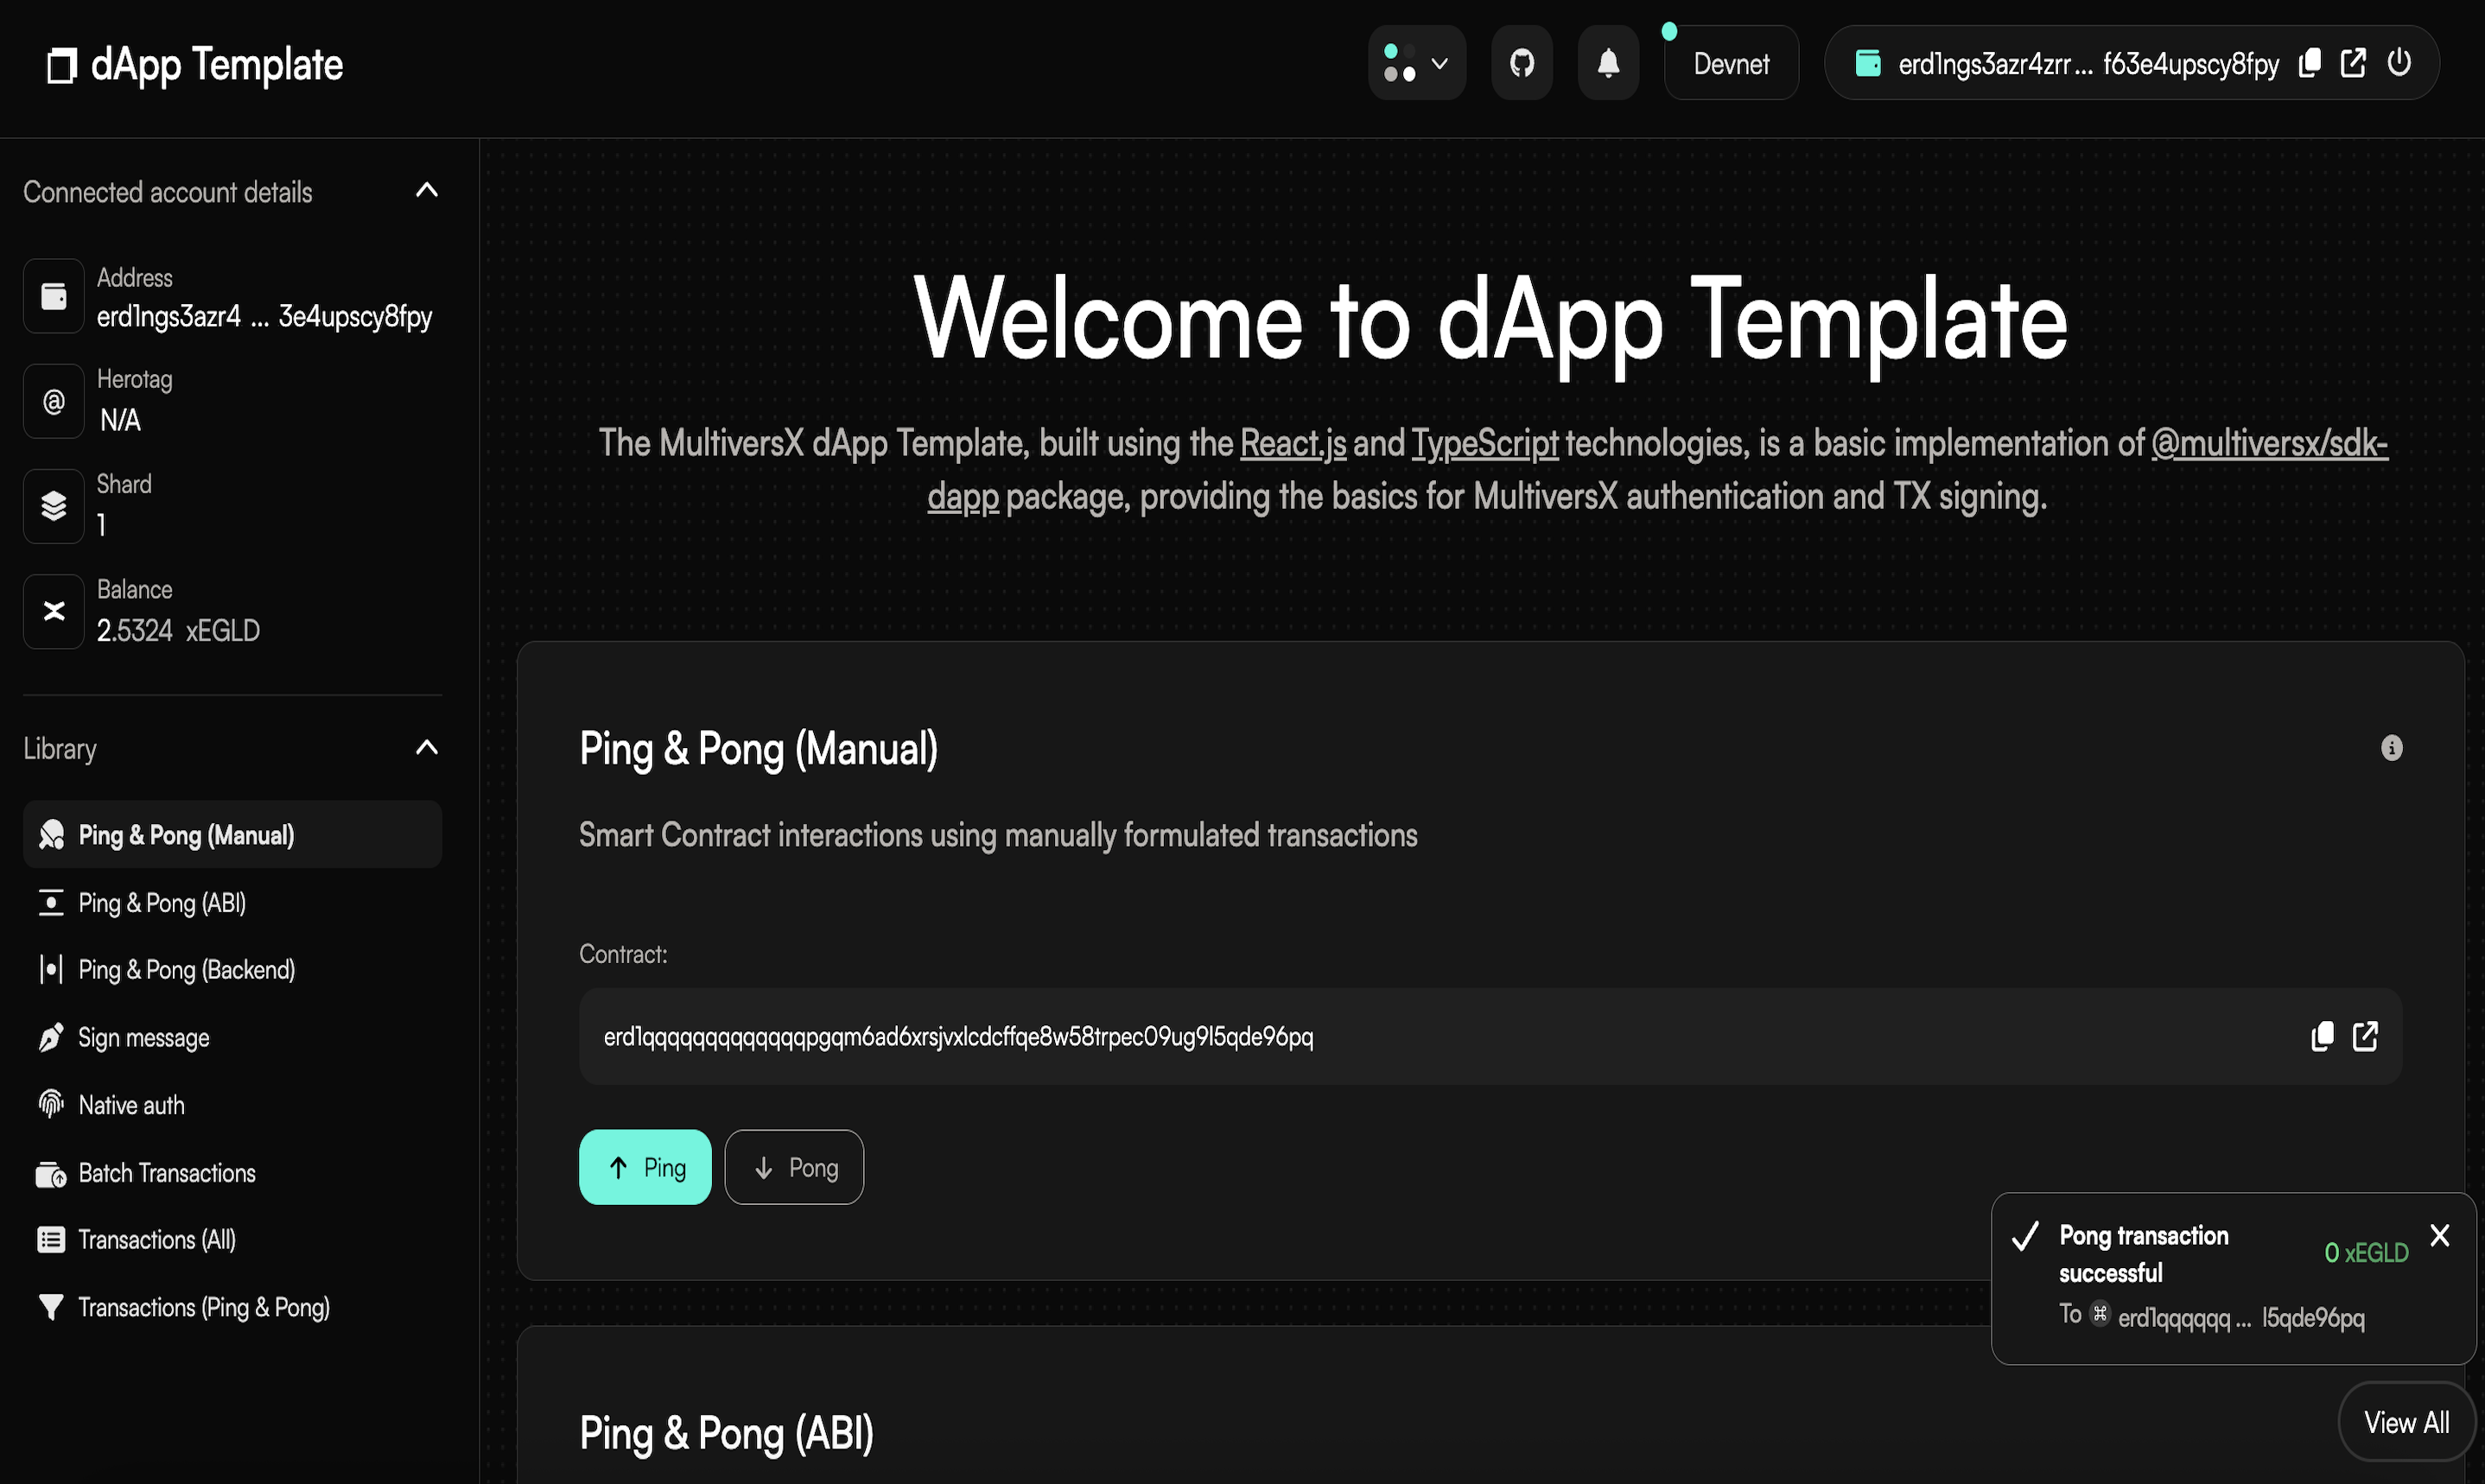 dApp Template
Devnet
erd1ngs3azr4zrr... f63e4upscy8fpy
Connected account details
Address
erd1ngs3azr4 ... 3e4upscy8fpy
Herotag
N/A
Shard
1
Balance
2.5324 xEGLD
Library
Ping & Pong (Manual)
Ping & Pong (ABI)
Ping & Pong (Backend)
Sign message
Native auth
Batch Transactions
Transactions (All)
Transactions (Ping & Pong)
Welcome to dApp Template
The MultiversX dApp Template, built using the React.js and TypeScript technologies, is a basic implementation of @multiversx/sdk-
dapp package, providing the basics for MultiversX authentication and TX signing.
Ping & Pong (Manual)
Smart Contract interactions using manually formulated transactions
Contract:
erd1qqqqqqqqqqqqqpgqm6ad6xrsjvxlcdcffqe8w58trpec09ug9l5qde96pq
Ping
Pong
Ping & Pong (ABI)
Pong transaction
successful
0 xEGLD
To erd1qqqqqq ... l5qde96pq
View All